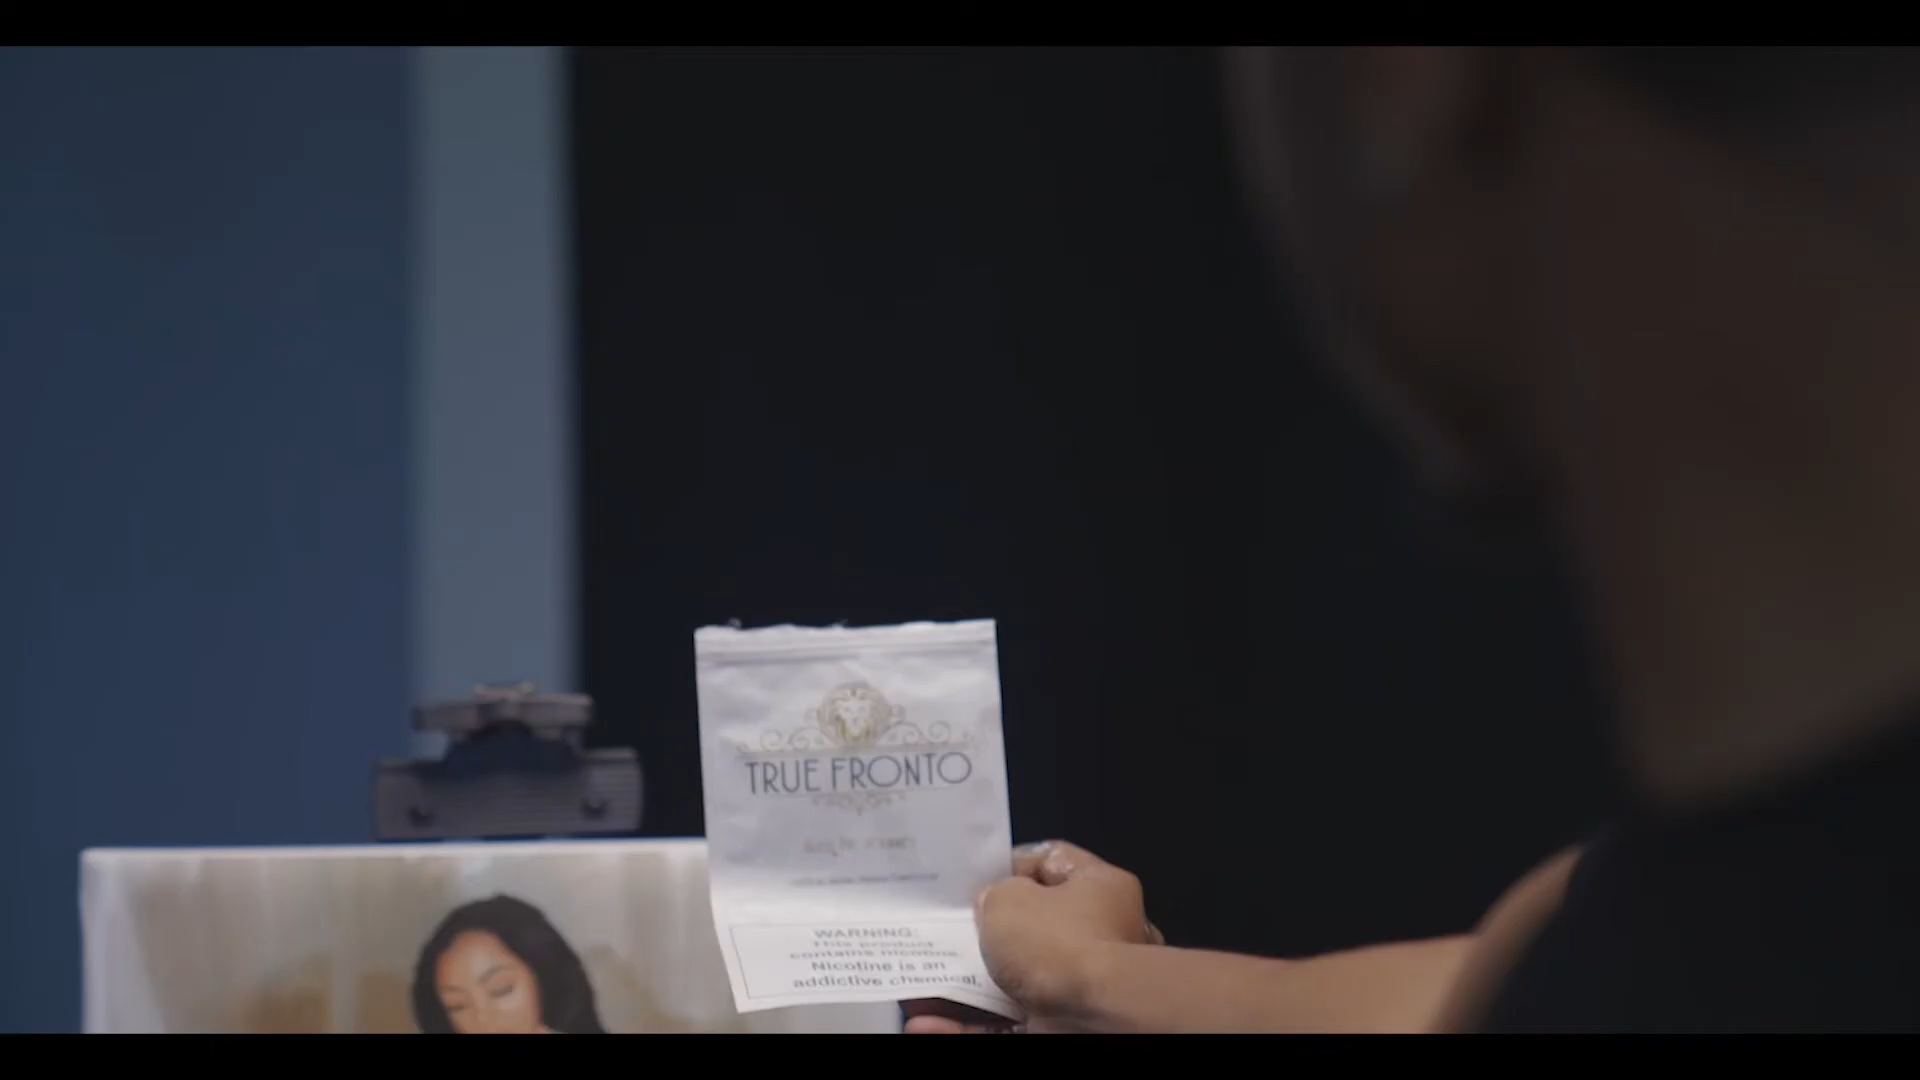 TRUE FRONTO
WARNING:
This product
contains nicotine.
Nicotine is an
addictive chemical.